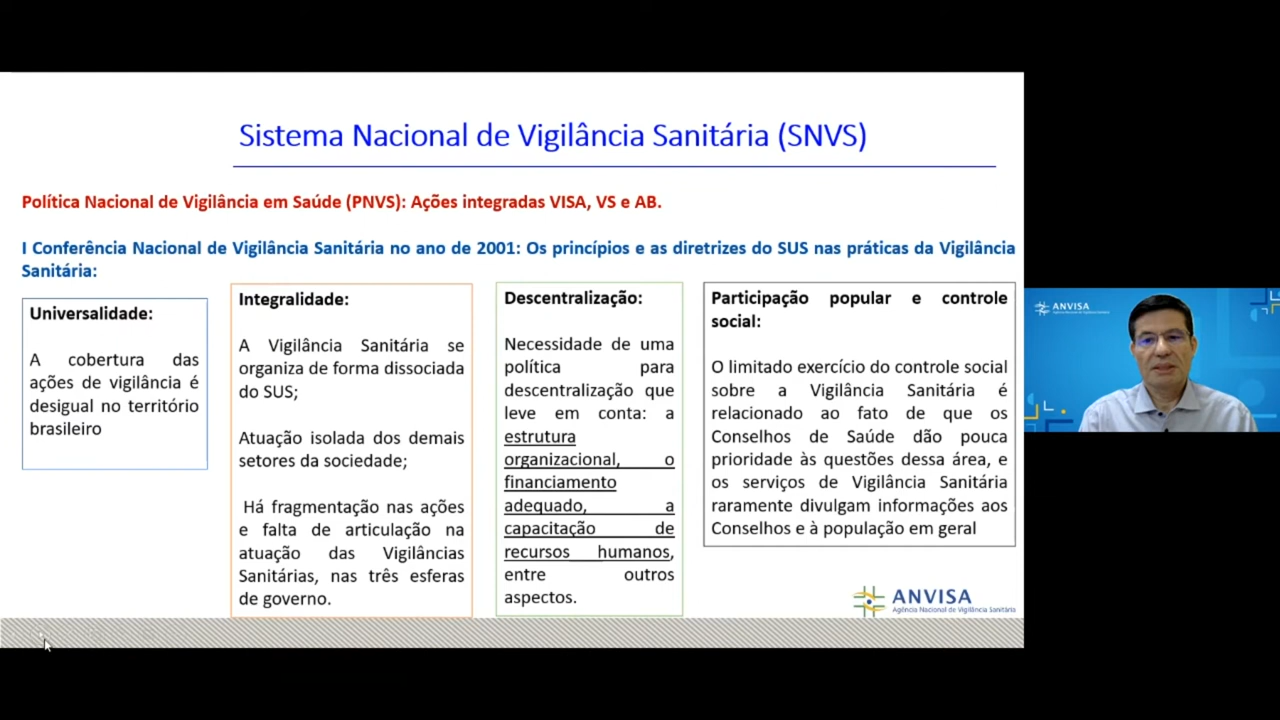 Sistema Nacional de Vigilância Sanitária (SNVS)
Política Nacional de Vigilância em Saúde (PNVS): Ações integradas VISA, VS e AB.
I Conferência Nacional de Vigilância Sanitária no ano de 2001: Os princípios e as diretrizes do SUS nas práticas da Vigilância
Sanitária:
Universalidade:
A cobertura das
ações de vigilância é
desigual no território
brasileiro
Integralidade:
A Vigilância Sanitária se
organiza de forma dissociada
do SUS;
Atuação isolada dos demais
setores da sociedade;
Há fragmentação nas ações
e falta de articulação na
atuação das Vigilâncias
Sanitárias, nas três esferas
de governo.
Descentralização:
Necessidade de uma
política para
descentralização que
leve em conta: a
estrutura
organizacional, o
financiamento
adequado, a
capacitação de
recursos humanos,
entre outros
aspectos.
Participação popular e controle
social:
O limitado exercício do controle social
sobre a Vigilância Sanitária é
relacionado ao fato de que os
Conselhos de Saúde dão pouca
prioridade às questões dessa área, e
os serviços de Vigilância Sanitária
raramente divulgam informações aos
Conselhos e à população em geral
ANVISA
Agência Nacional de Vigilância Sanitária
ANVISA
Agência Nacional de Vigilância Sanitária